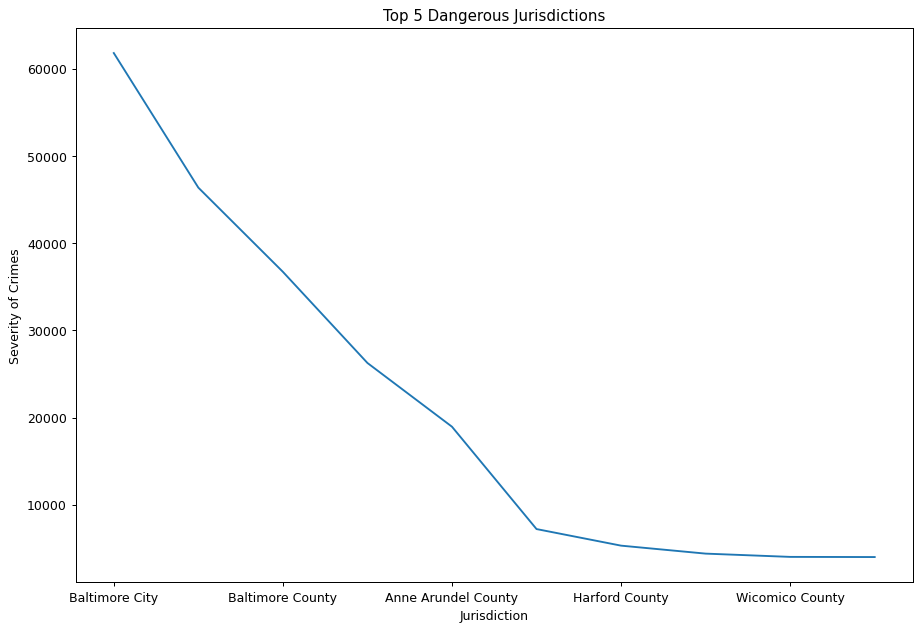 Top 5 Dangerous Jurisdictions
Severity of Crimes
60000
50000
40000
30000
20000
10000
Baltimore City
Baltimore County
Anne Arundel County
Harford County
Wicomico County
Jurisdiction